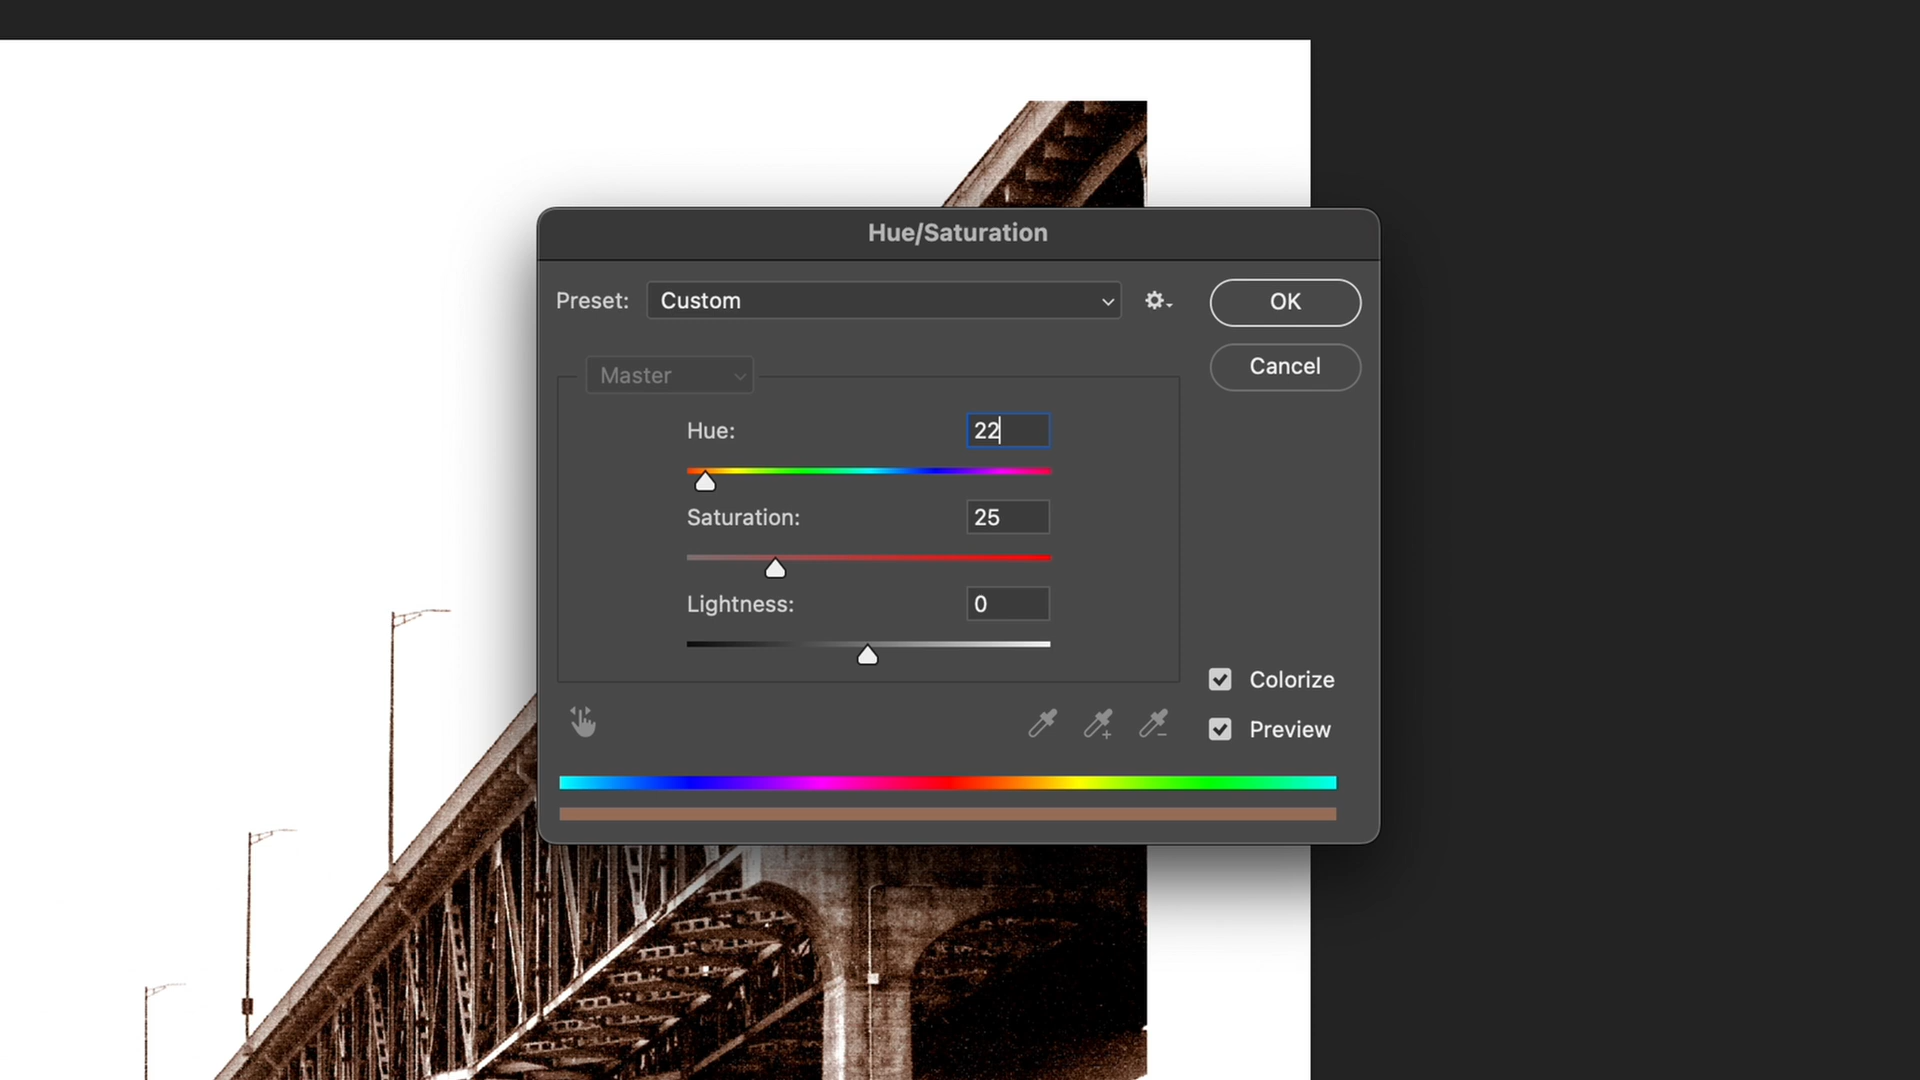 Hue/Saturation
Preset: Custom
OK
Master
Cancel
Hue: 22
Saturation: 25
Lightness: 0
Colorize
Preview